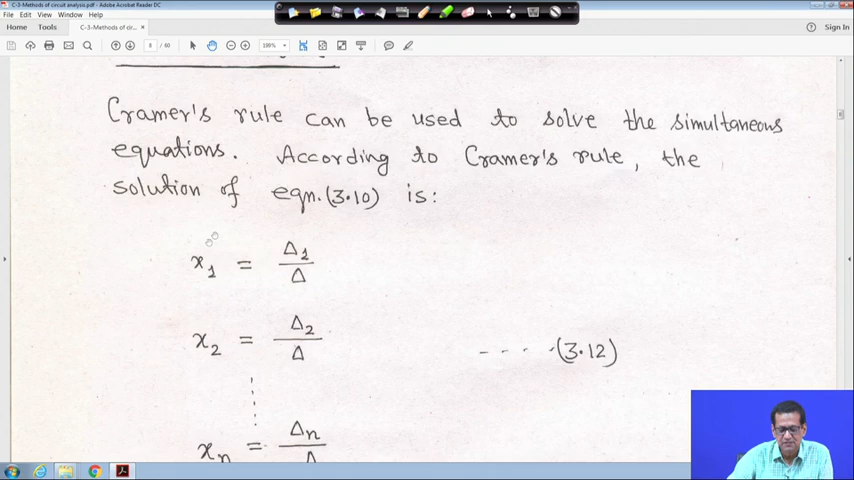 C-3-Methods of circuit analysis.pdf - Adobe Acrobat Reader DC
File Edit View Window Help
Home Tools C-3-Methods of circuit... × Sign In
8 / 60 199%
Cramer's rule can be used to solve the simultaneous
equations. According to Cramer's rule, the
solution of eqn.(3.10) is:
x₁ = Δ₁/Δ
x₂ = Δ₂/Δ - - - - (3.12)
xₙ = Δₙ/Δ